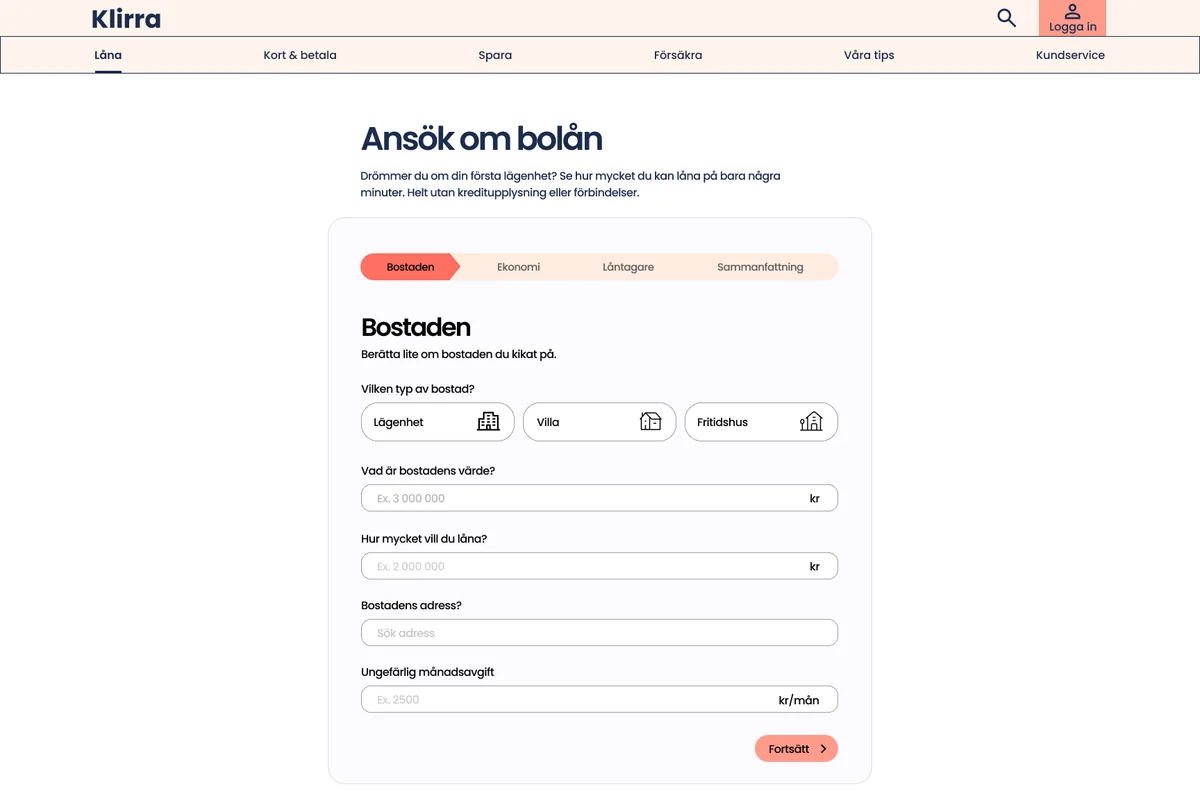 Klirra
Logga in
Låna
Kort & betala
Spara
Försäkra
Våra tips
Kundservice
Ansök om bolån
Drömmer du om din första lägenhet? Se hur mycket du kan låna på bara några
minuter. Helt utan kreditupplysning eller förbindelser.
Bostaden
Ekonomi
Låntagare
Sammanfattning
Bostaden
Berätta lite om bostaden du kikat på.
Vilken typ av bostad?
Lägenhet
Villa
Fritidshus
Vad är bostadens värde?
Ex. 3 000 000 kr
Hur mycket vill du låna?
Ex. 2 000 000 kr
Bostadens adress?
Sök adress
Ungefärlig månadsavgift
Ex. 2500 kr/mån
Fortsätt